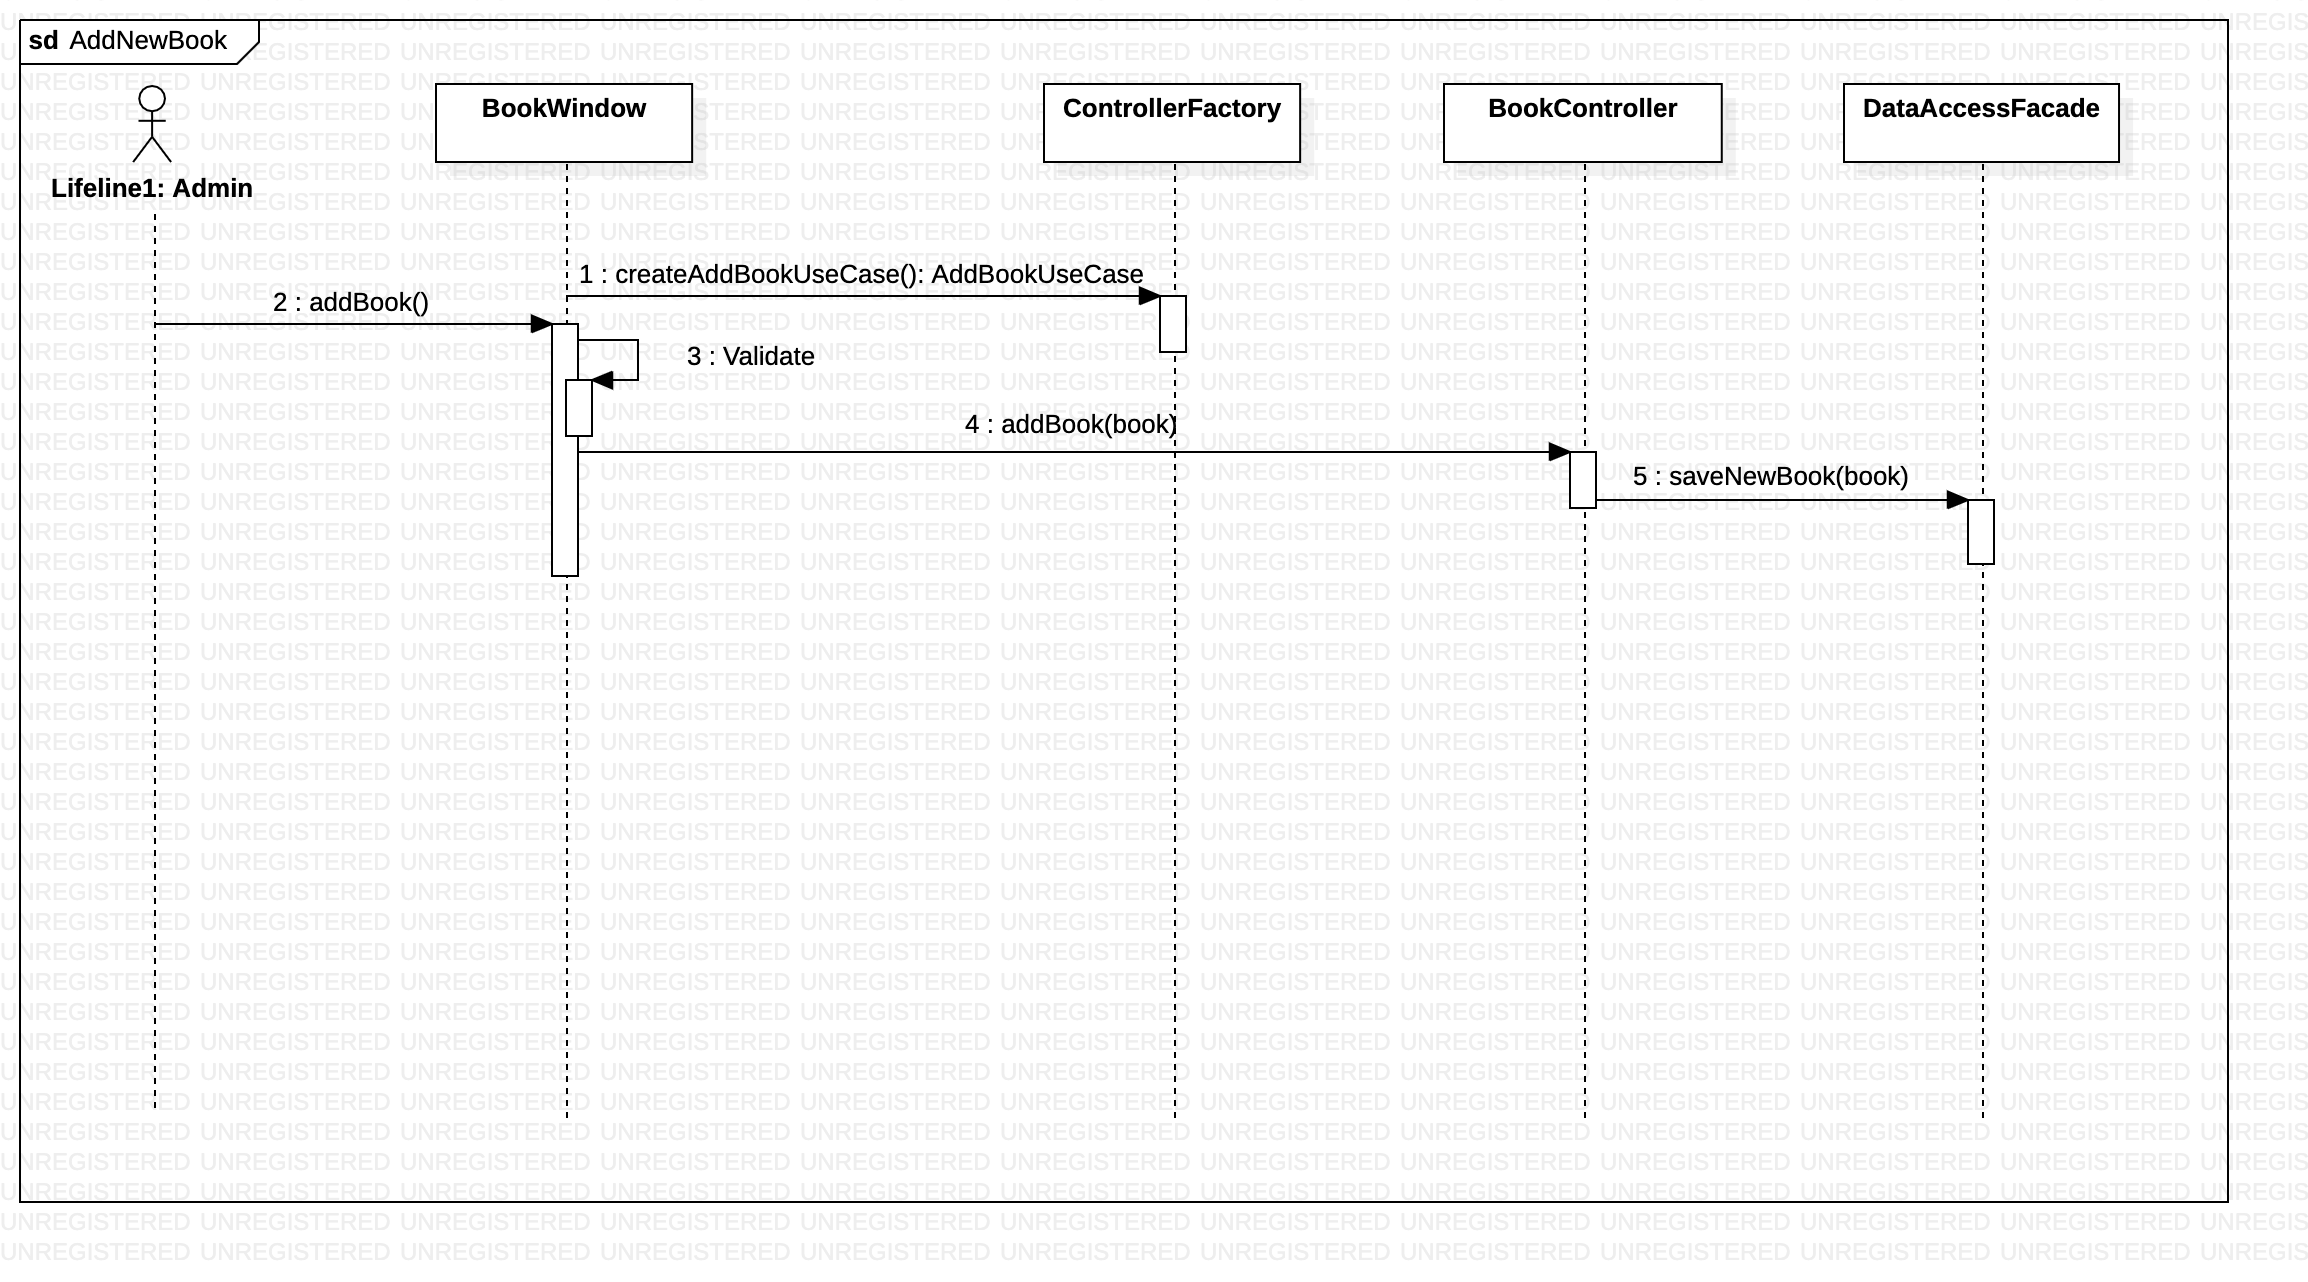 sd AddNewBook
BookWindow
ControllerFactory
BookController
DataAccessFacade
Lifeline1: Admin
1 : createAddBookUseCase(): AddBookUseCase
2 : addBook()
3 : Validate
4 : addBook(book)
5 : saveNewBook(book)
UNREGISTERED